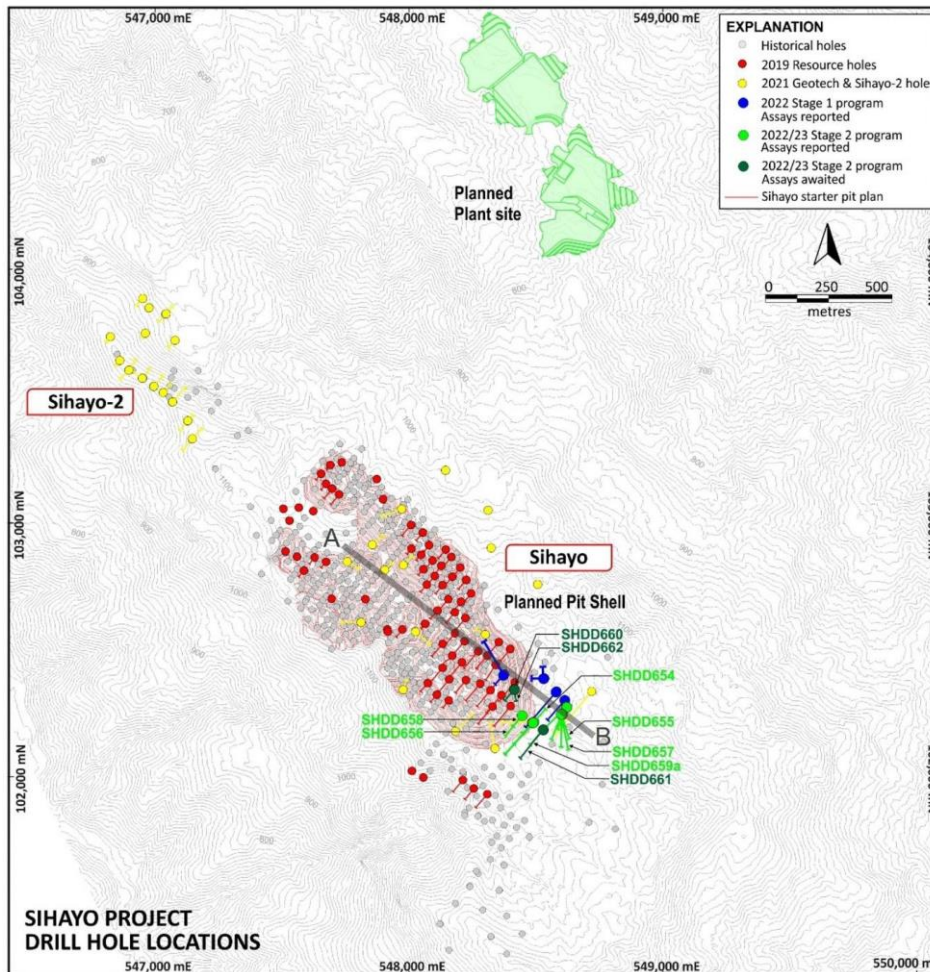 547,000 mE
548,000 mE
549,000 mE
EXPLANATION
Historical holes
2019 Resource holes
2021 Geotech & Sihayo-2 hole
2022 Stage 1 program
Assays reported
2022/23 Stage 2 program
Assays reported
2022/23 Stage 2 program
Assays awaited
Sihayo starter pit plan
Planned
Plant site
0 250 500
metres
104,000 mN
Sihayo-2
103,000 mN
A
Sihayo
Planned Pit Shell
SHDD660
SHDD662
SHDD654
SHDD658
SHDD656
SHDD655
B
SHDD657
SHDD659a
SHDD661
102,000 mN
SIHAYO PROJECT
DRILL HOLE LOCATIONS
547,000 mE
548,000 mE
549,000 mE
550,000 mE